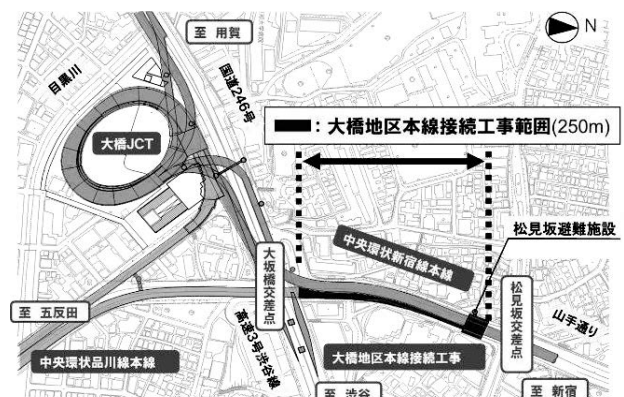 至 用賀
N
目黒川
国道246号
：大橋地区本線接続工事範囲(250m)
大橋JCT
松見坂避難施設
中央環状新宿線本線
大坂橋交差点
松見坂交差点
山手通り
至 五反田
高速3号渋谷線
中央環状品川線本線
大橋地区本線接続工事
至 渋谷
至 新宿